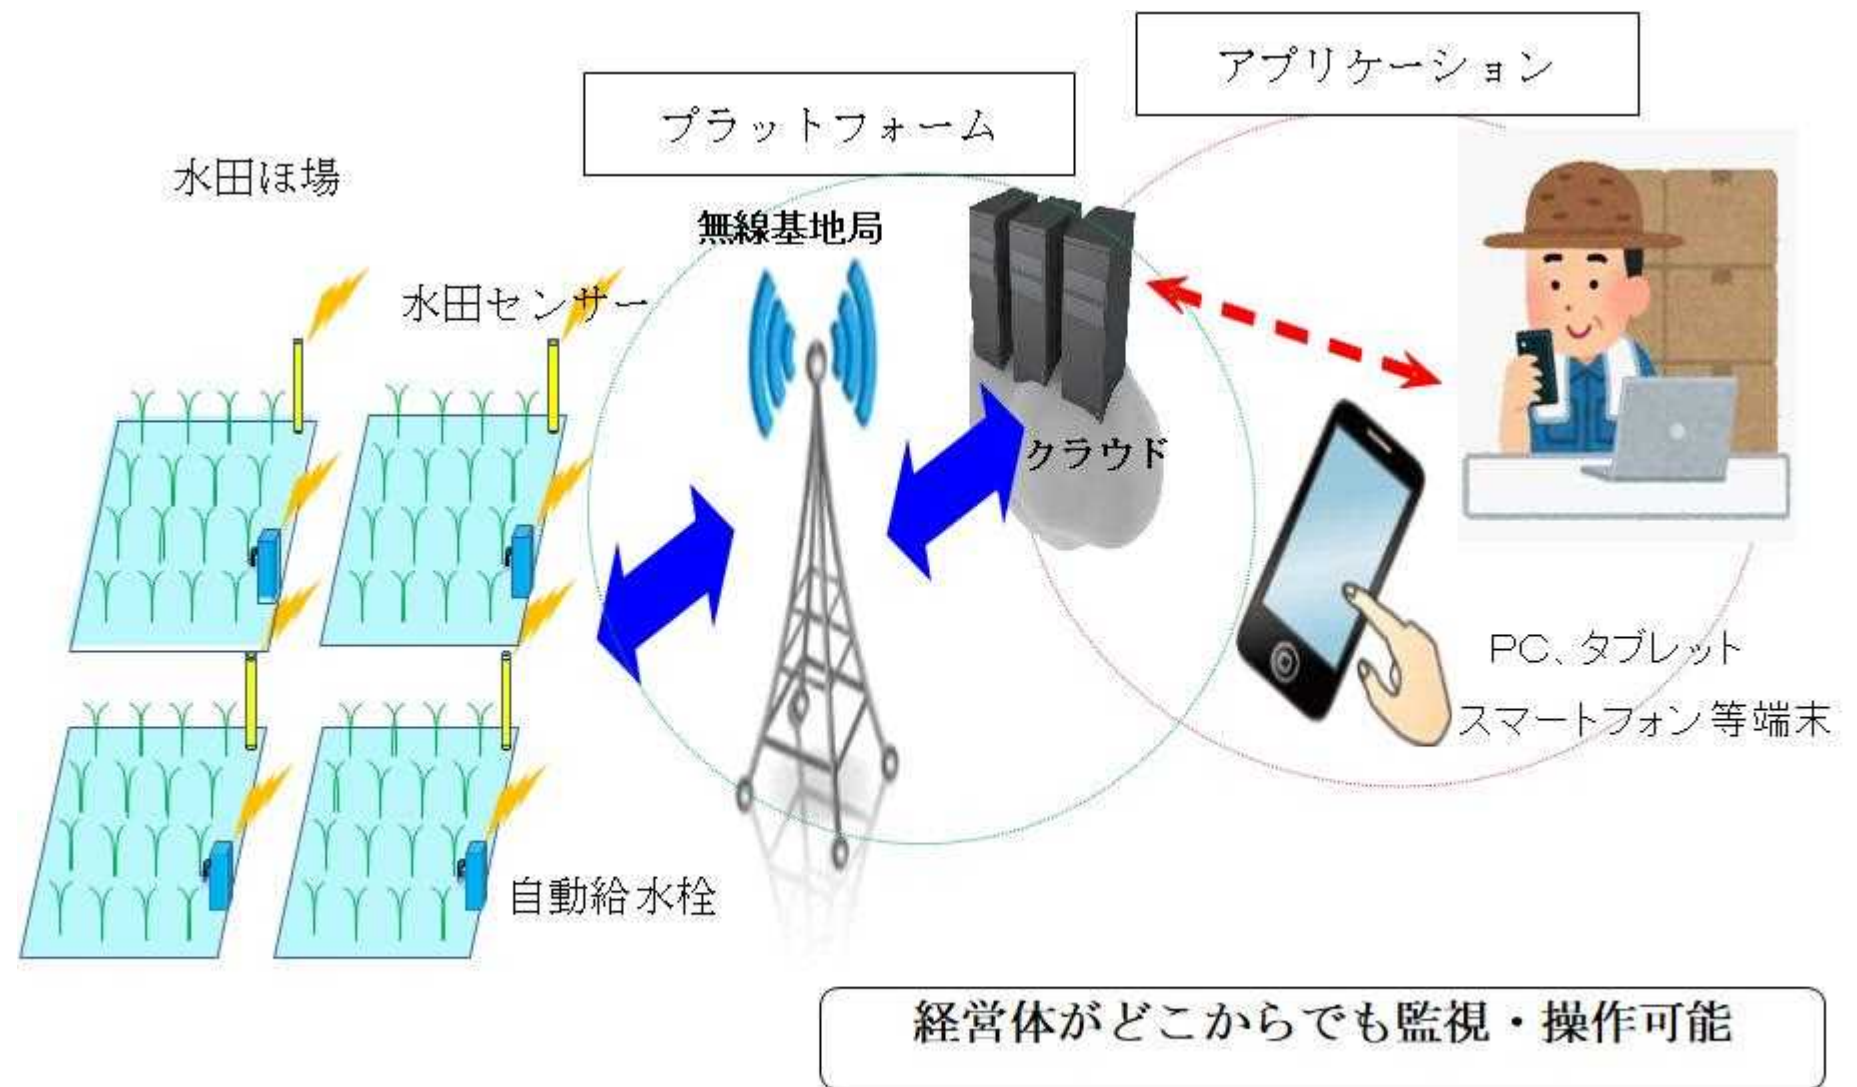 アプリケーション
プラットフォーム
水田ほ場
無線基地局
水田センサー
クラウド
PC、タブレット
スマートフォン等端末
自動給水栓
経営体がどこからでも監視・操作可能